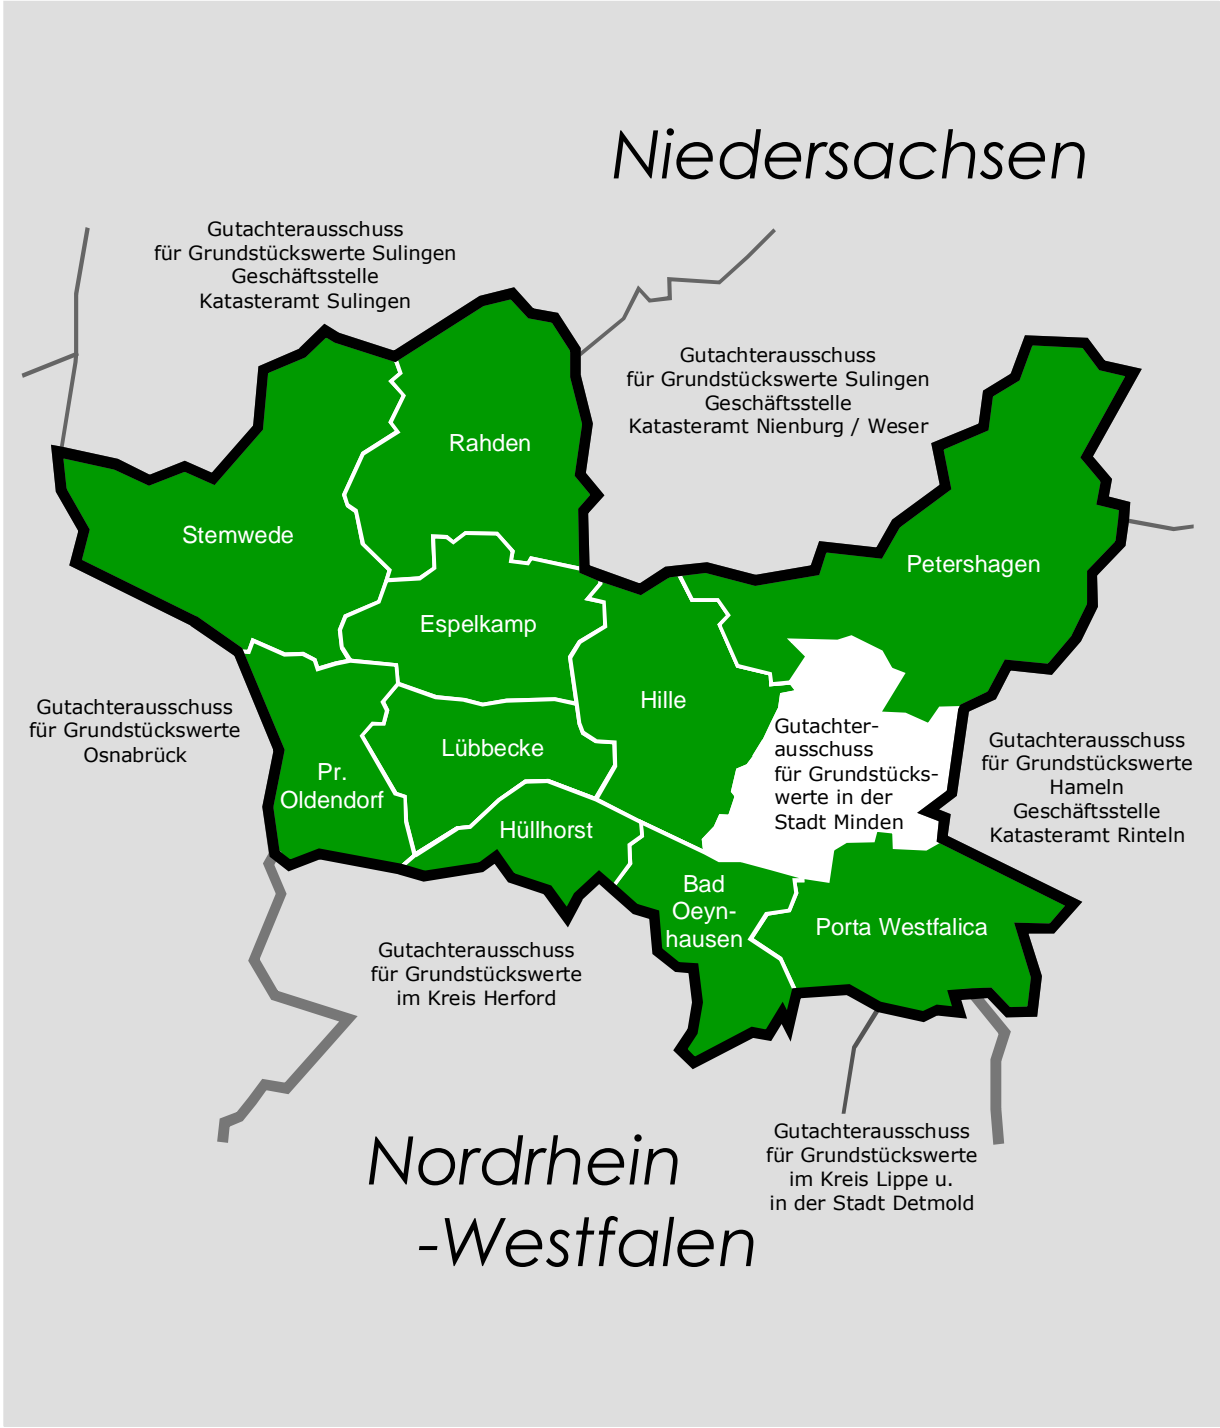 Niedersachsen
Gutachterausschuss
für Grundstückswerte Sulingen
Geschäftsstelle
Katasteramt Sulingen
Gutachterausschuss
für Grundstückswerte Sulingen
Geschäftsstelle
Katasteramt Nienburg / Weser
Rahden
Stemwede
Petershagen
Espelkamp
Hille
Gutachterausschuss
für Grundstückswerte
Osnabrück
Lübbecke
Pr.
Oldendorf
Gutachter-
ausschuss
für Grundstücks-
werte in der
Stadt Minden
Gutachterausschuss
für Grundstückswerte
Hameln
Geschäftsstelle
Katasteramt Rinteln
Hüllhorst
Bad
Oeyn-
hausen
Porta Westfalica
Gutachterausschuss
für Grundstückswerte
im Kreis Herford
Gutachterausschuss
für Grundstückswerte
im Kreis Lippe u.
in der Stadt Detmold
Nordrhein
-Westfalen